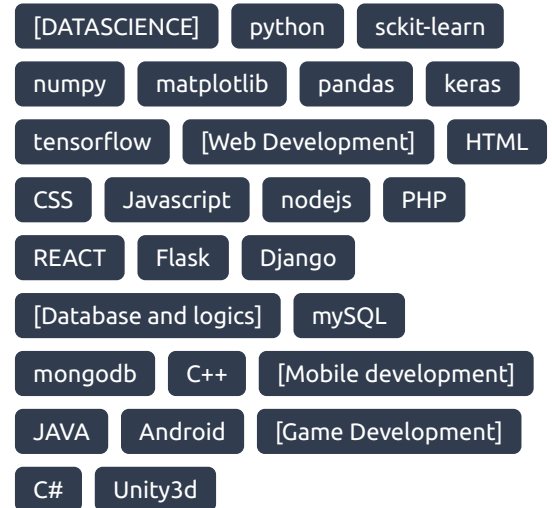 [DATASCIENCE] python sckit-learn
numpy matplotlib pandas keras
tensorflow [Web Development] HTML
CSS Javascript nodejs PHP
REACT Flask Django
[Database and logics] mySQL
mongodb C++ [Mobile development]
JAVA Android [Game Development]
C# Unity3d